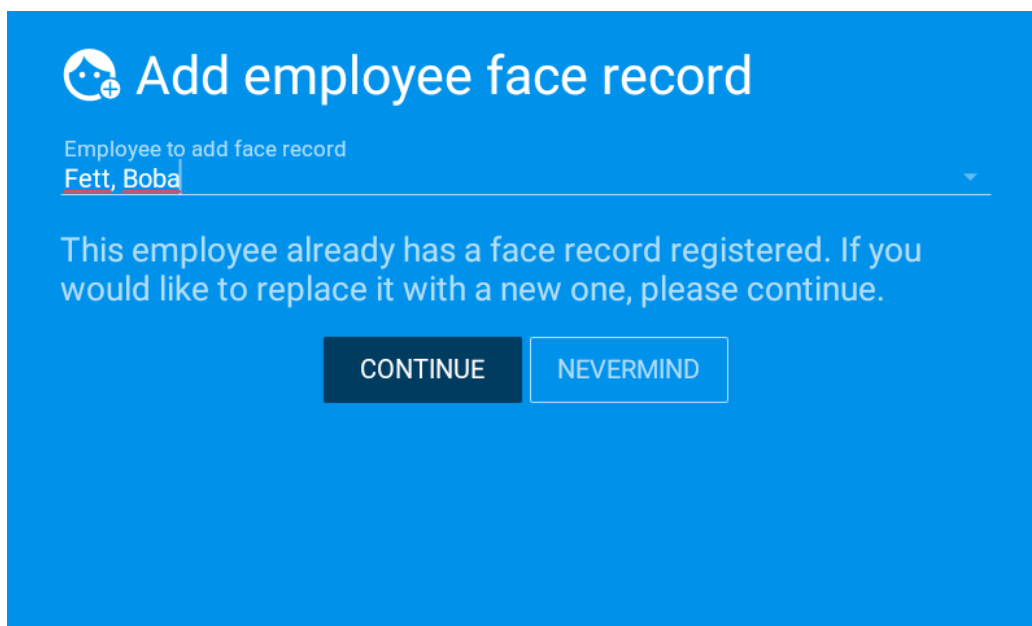 Add employee face record
Employee to add face record
Fett, Boba
This employee already has a face record registered. If you
would like to replace it with a new one, please continue.
CONTINUE NEVERMIND